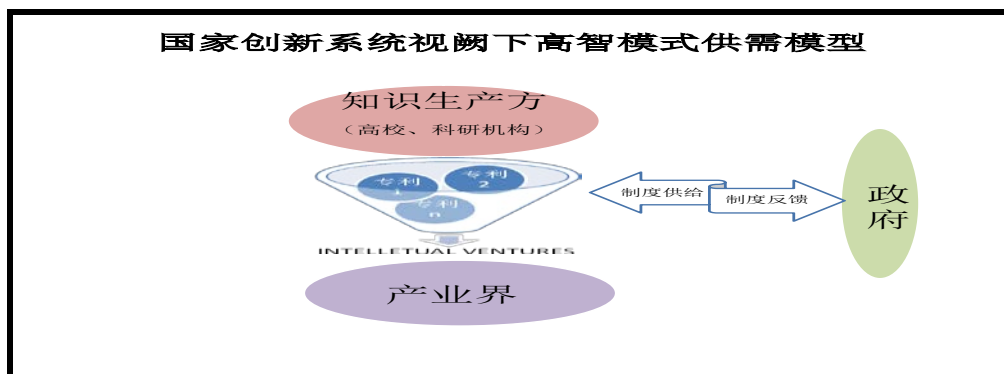 国家创新系统视阈下高智模式供需模型
知识生产方
（高校、科研机构）
专利
1
专利
2
专利
n
制度供给
制度反馈
政
府
INTELLETUAL VENTURES
产业界